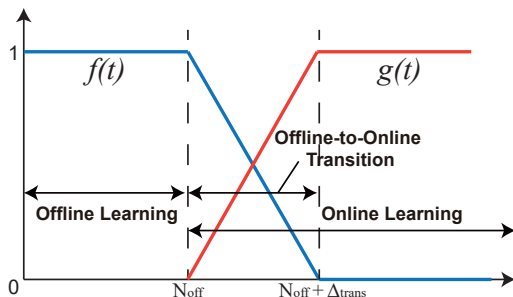 1
f(t)
g(t)
Offline-to-Online
Transition
Offline Learning
Online Learning
0
Noff
Noff + Δtrans